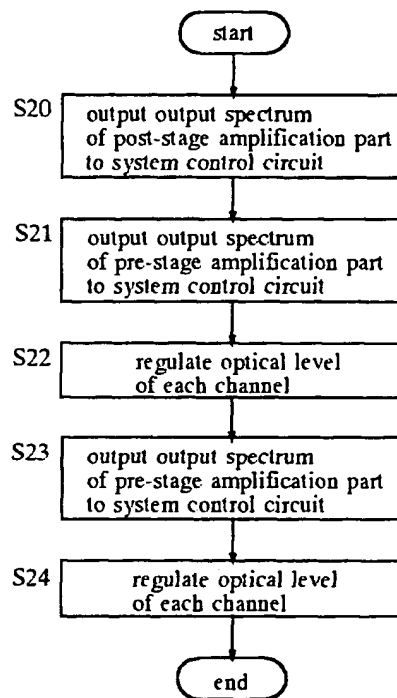 start
S20
output output spectrum
of post-stage amplification part
to system control circuit
S21
output output spectrum
of pre-stage amplification part
to system control circuit
S22
regulate optical level
of each channel
S23
output output spectrum
of pre-stage amplification part
to system control circuit
S24
regulate optical level
of each channel
end